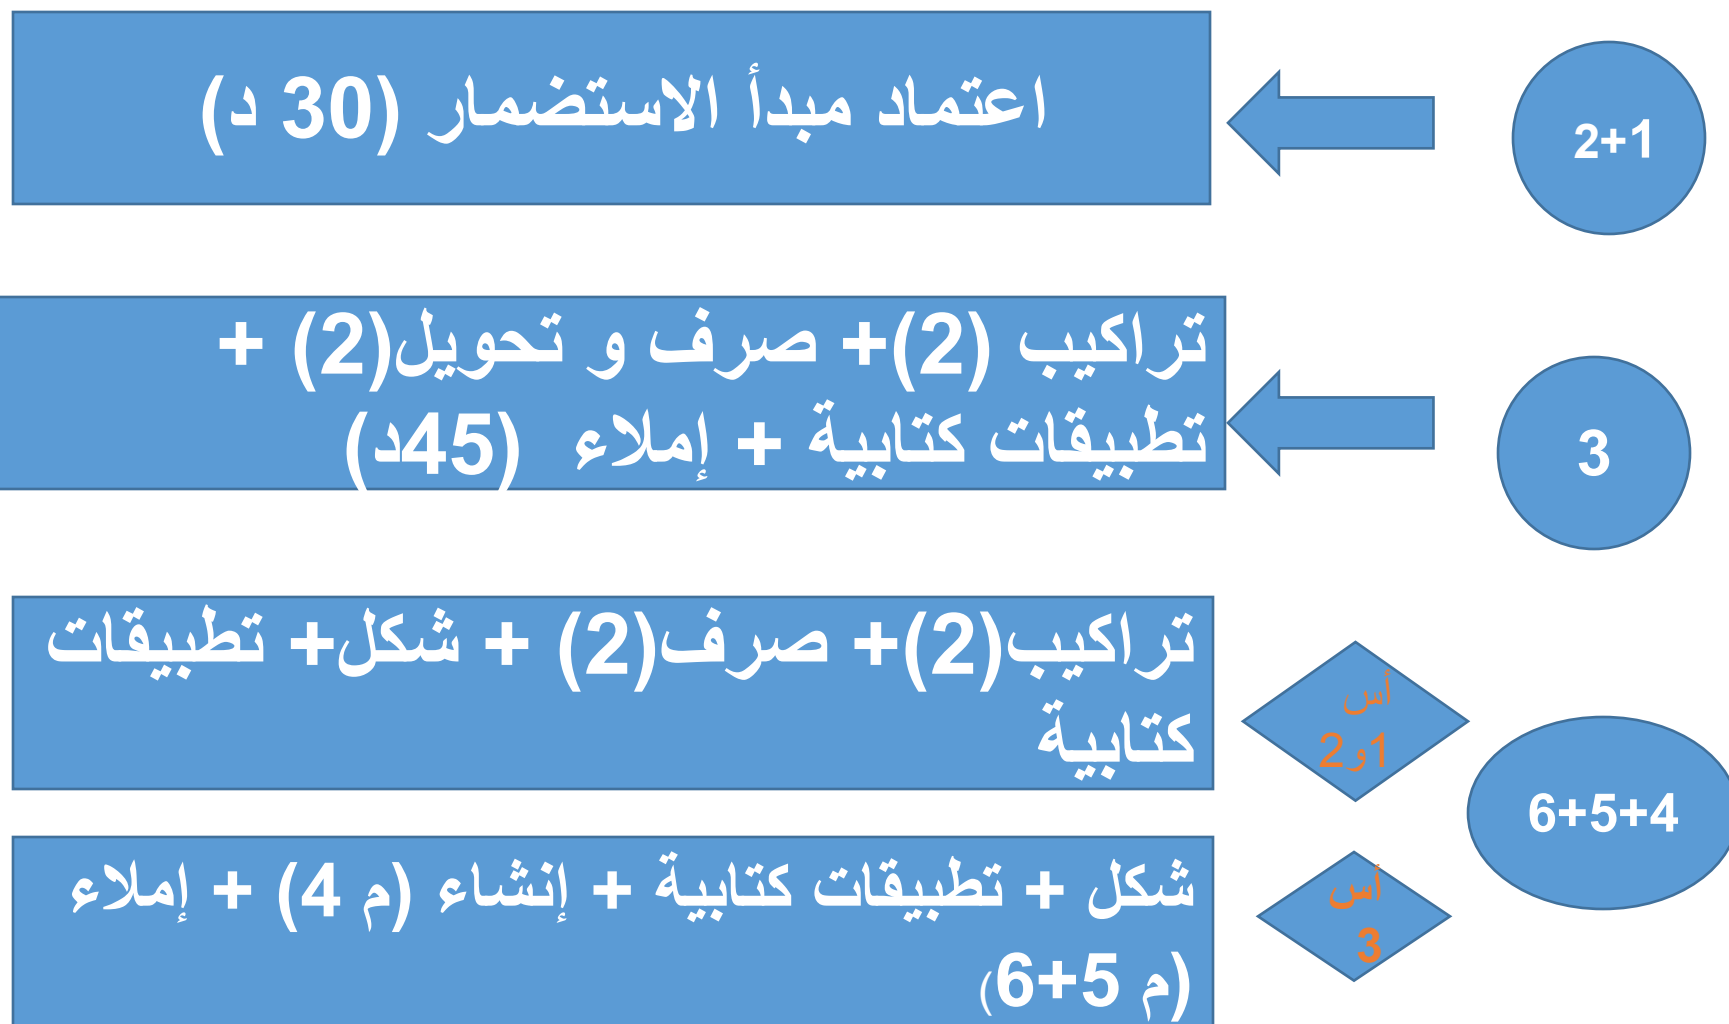 2+1
اعتماد مبدأ الاستضمار (30 د)
3
تراكيب (2)+ صرف و تحويل(2) +
تطبيقات كتابية + إملاء (45د)
6+5+4
أس
1و2
تراكيب(2)+ صرف(2) + شكل+ تطبيقات
كتابية
أس
3
شكل + تطبيقات كتابية + إنشاء (م 4) + إملاء
(م 5+6)